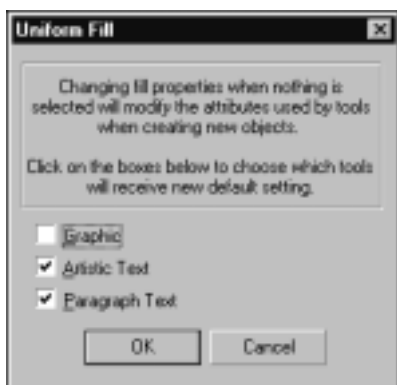 Uniform Fill
Changing fill properties when nothing is
selected will modify the attributes used by tools
when creating new objects.
Click on the boxes below to choose which tools
will receive new default setting.
Graphic
Artistic Text
Paragraph Text
OK Cancel